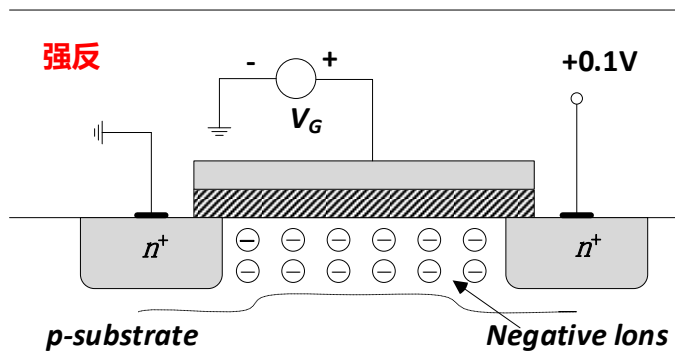 强反
- +
+0.1V
V_G
n+ n+
p-substrate
Negative Ions